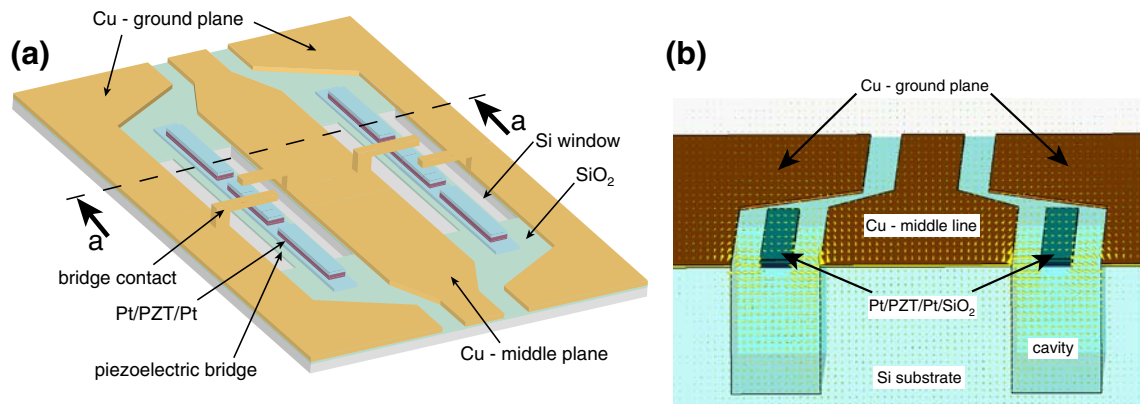 (a)
Cu - ground plane
a
Si window
SiO2
a
bridge contact
Pt/PZT/Pt
piezoelectric bridge
Cu - middle plane
(b)
Cu - ground plane
Cu - middle line
Pt/PZT/Pt/SiO2
cavity
Si substrate